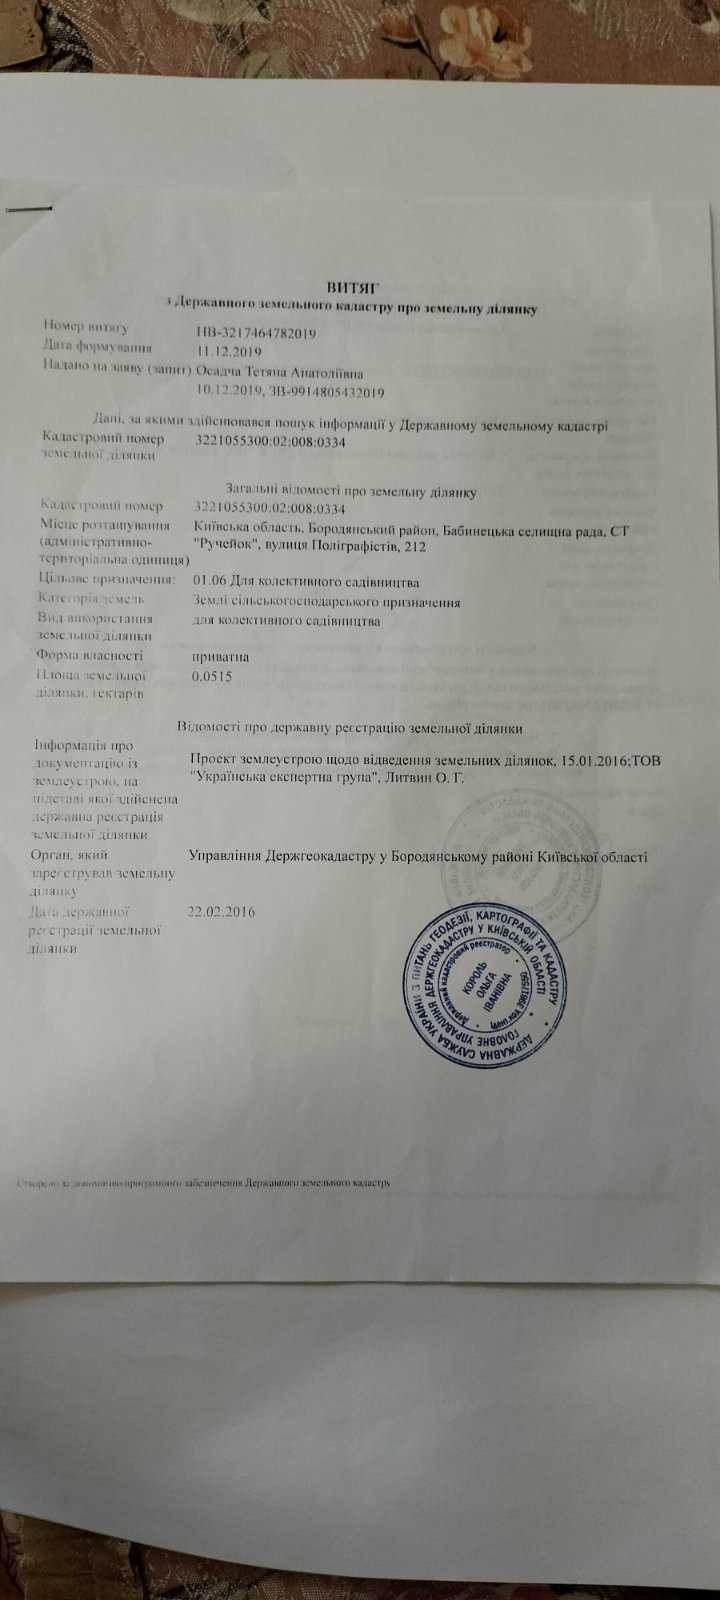 ВИТЯГ
з Державного земельного кадастру про земельну ділянку
Номер витягу НВ-3217464782019
Дата формування 11.12.2019
Надано на заяву (запит) Осадча Тетяна Анатоліївна
10.12.2019, ЗВ-9914805432019
Дані, за якими здійснювався пошук інформації у Державному земельному кадастрі
Кадастровий номер 3221055300:02:008:0334
земельної ділянки
Загальні відомості про земельну ділянку
Кадастровий номер 3221055300:02:008:0334
Місце розташування Київська область, Бородянський район, Бабинецька селищна рада, СТ
(адміністративно- "Ручейок", вулиця Поліграфістів, 212
територіальна одиниця)
Цільове призначення: 01.06 Для колективного садівництва
Категорія земель Землі сільськогосподарського призначення
Вид використання для колективного садівництва
земельної ділянки
Форма власності приватна
Площа земельної 0.0515
ділянки, гектарів
Відомості про державну реєстрацію земельної ділянки
Інформація про
документацію із Проект землеустрою щодо відведення земельних ділянок, 15.01.2016;ТОВ
землеустрою, на "Українська експертна група", Литвин О. Г.
підставі якої здійснена
державна реєстрація
земельної ділянки
Орган, який Управління Держгеокадастру у Бородянському районі Київської області
зареєстрував земельну
ділянку
Дата державної 22.02.2016
реєстрації земельної
ділянки
ДЕРЖАВНА СЛУЖБА УКРАЇНИ З ПИТАНЬ ГЕОДЕЗІЇ, КАРТОГРАФІЇ ТА КАДАСТРУ
ГОЛОВНЕ УПРАВЛІННЯ ДЕРЖГЕОКАДАСТРУ У КИЇВСЬКІЙ ОБЛАСТІ
Державний кадастровий реєстратор
КОРОЛЬ
ОЛЬГА
ІВАНІВНА
Створено за допомогою програмного забезпечення Державного земельного кадастру